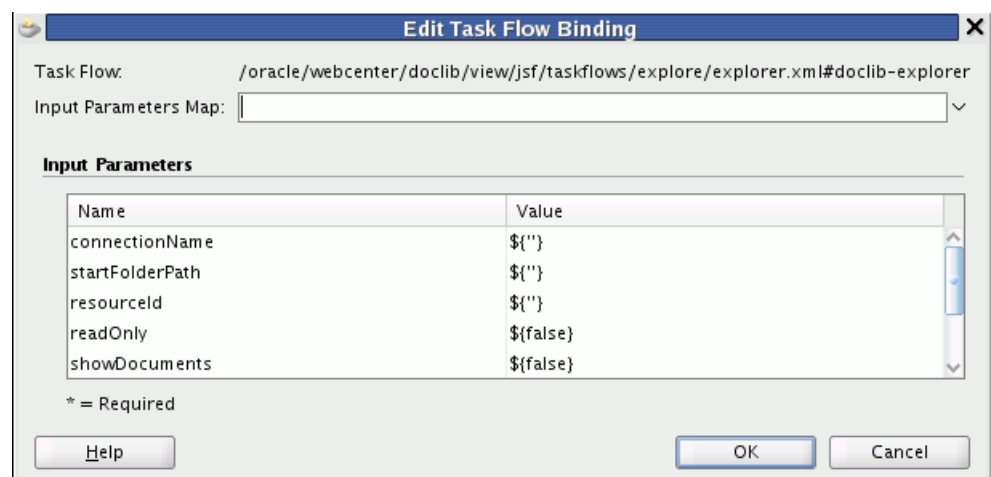 Edit Task Flow Binding
Task Flow: /oracle/webcenter/doclib/view/jsf/taskflows/explore/explorer.xml#doclib-explorer
Input Parameters Map:
Input Parameters
Name Value
connectionName ${''}
startFolderPath ${''}
resourceId ${''}
readOnly ${false}
showDocuments ${false}
* = Required
Help OK Cancel